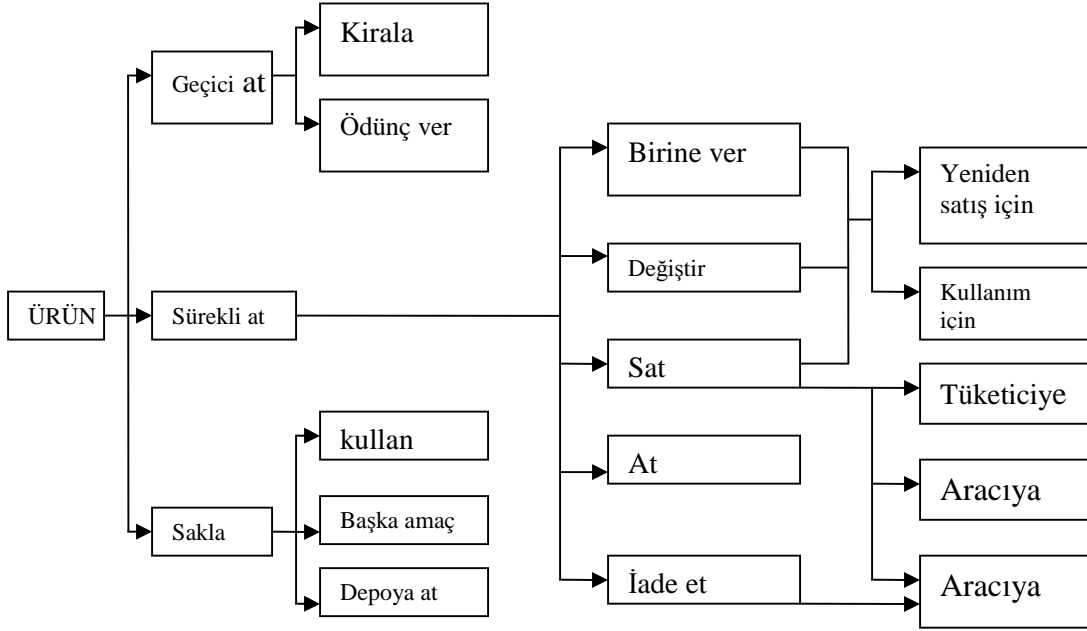 Kirala
Geçici at
Ödünç ver
Birine ver
Yeniden
satış için
Değiştir
ÜRÜN
Sürekli at
Kullanım
için
Sat
Tüketiciye
kullan
At
Aracıya
Başka amaç
Sakla
Depoya at
İade et
Aracıya